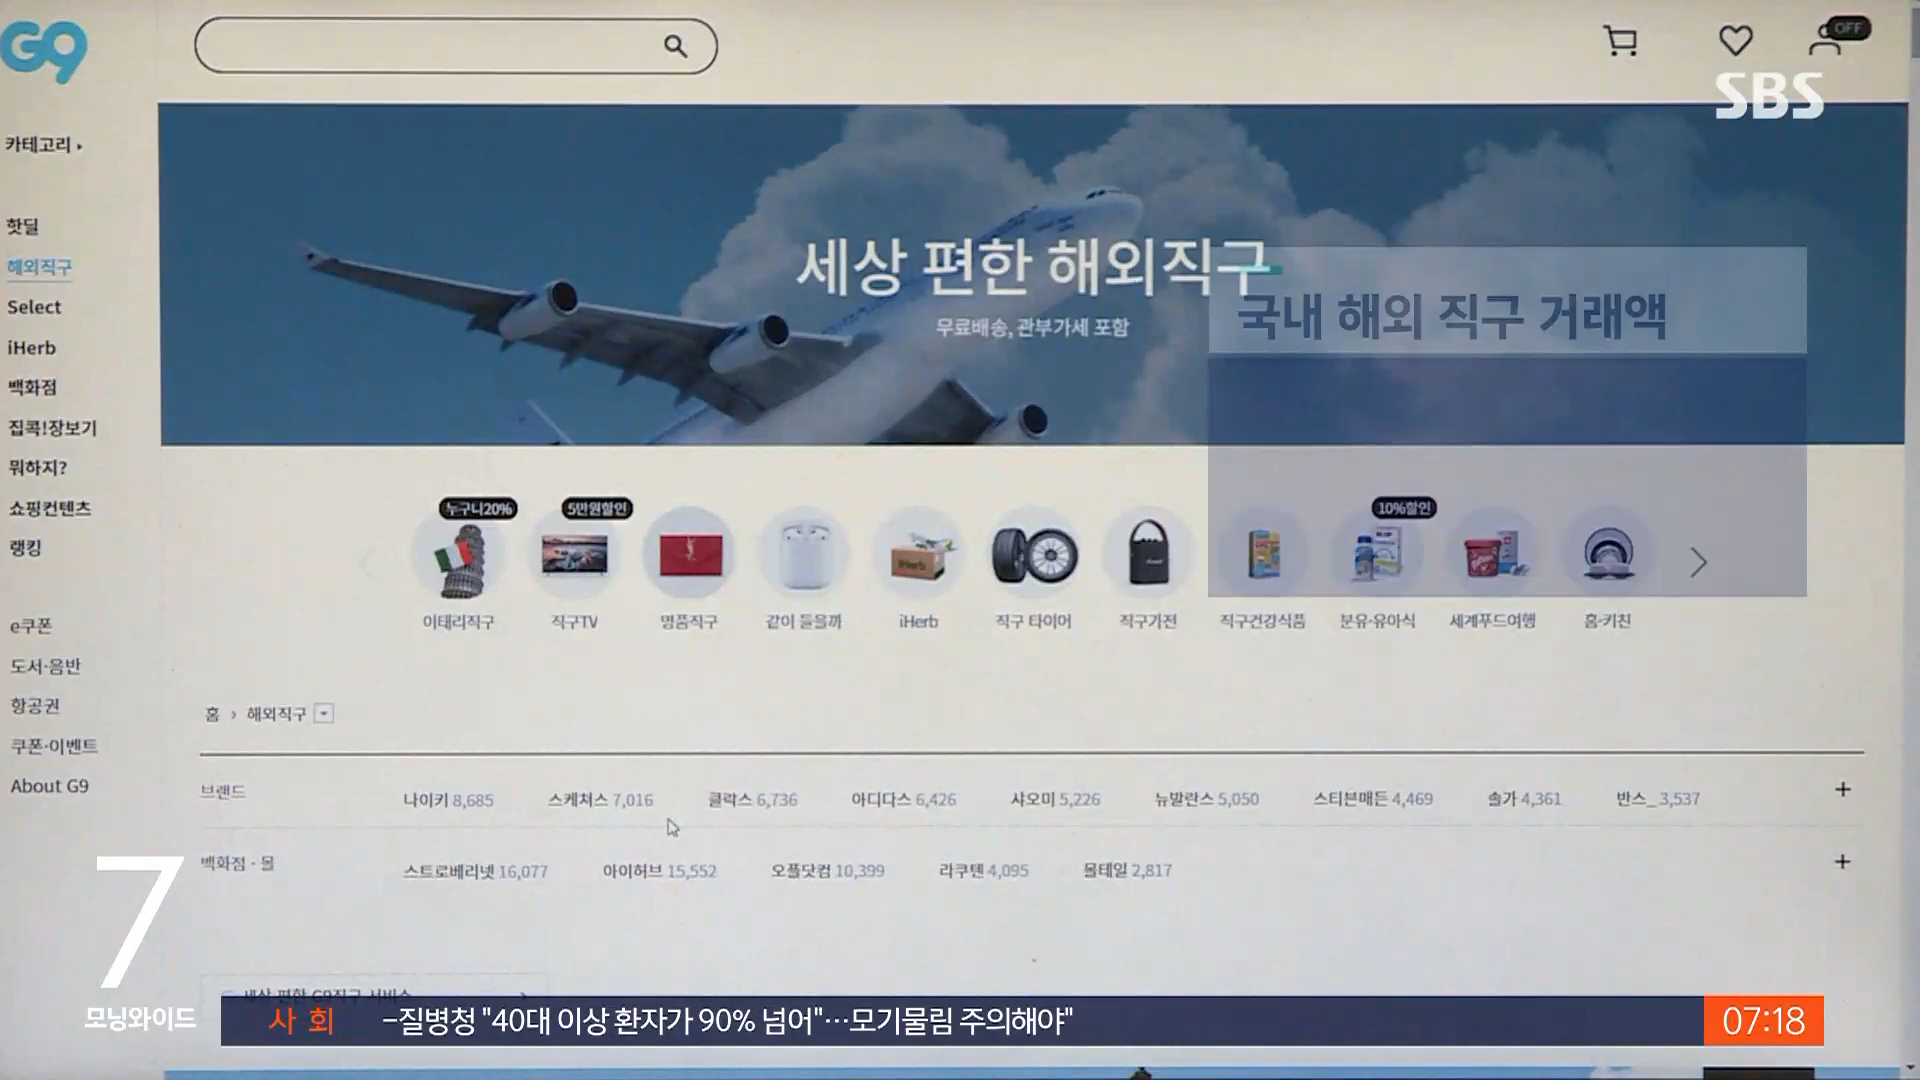 G9
OFF
SBS
카테고리
핫딜
해외직구
Select
iHerb
백화점
집콕!장보기
뭐하지?
쇼핑컨텐츠
랭킹
e쿠폰
도서·음반
항공권
쿠폰·이벤트
About G9
세상 편한 해외직구
무료배송, 관부가세 포함
국내 해외 직구 거래액
누구나20% 5만원할인 10%할인
이태리직구 직구TV 명품직구 같이 들을까 iHerb 직구 타이어 직구가전 직구건강식품 분유·유아식 세계푸드여행 홈·키친
홈 › 해외직구
브랜드 나이키 8,685 스케쳐스 7,016 클락스 6,736 아디다스 6,426 샤오미 5,226 뉴발란스 5,050 스티븐매든 4,469 솔가 4,361 반스_ 3,537 +
백화점·몰 스트로베리넷 16,077 아이허브 15,552 오플닷컴 10,399 라쿠텐 4,095 몰테일 2,817 +
세상 편한 G9직구 서비스
7
모닝와이드
사회 -질병청 "40대 이상 환자가 90% 넘어"…모기물림 주의해야" 07:18